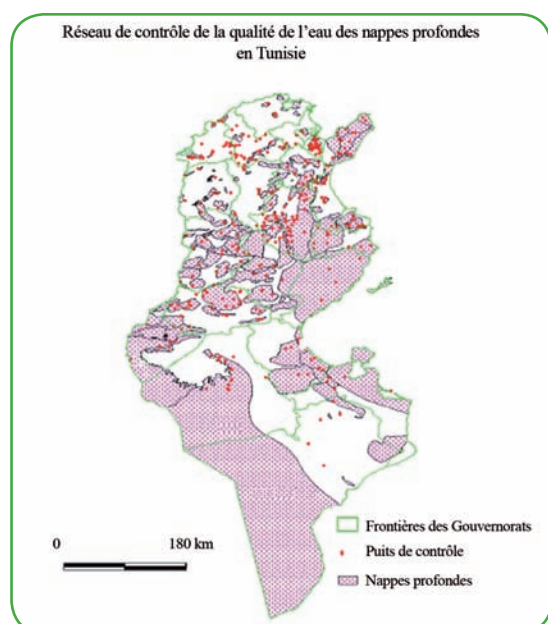 Réseau de contrôle de la qualité de l’eau des nappes profondes
en Tunisie
Frontières des Gouvernorats
Puits de contrôle
Nappes profondes
0 180 km